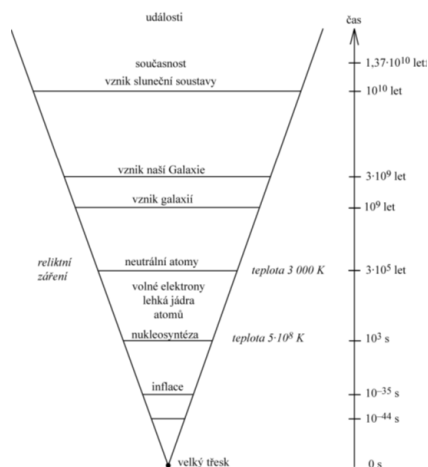 události
čas
současnost
1,37·10¹⁰ let
vznik sluneční soustavy
10¹⁰ let
vznik naší Galaxie
3·10⁹ let
vznik galaxií
10⁹ let
reliktní
záření
neutrální atomy
teplota 3 000 K
3·10⁵ let
volné elektrony
lehká jádra
atomů
nukleosyntéza
teplota 5·10⁸ K
10³ s
inflace
10⁻³⁵ s
10⁻⁴⁴ s
velký třesk
0 s